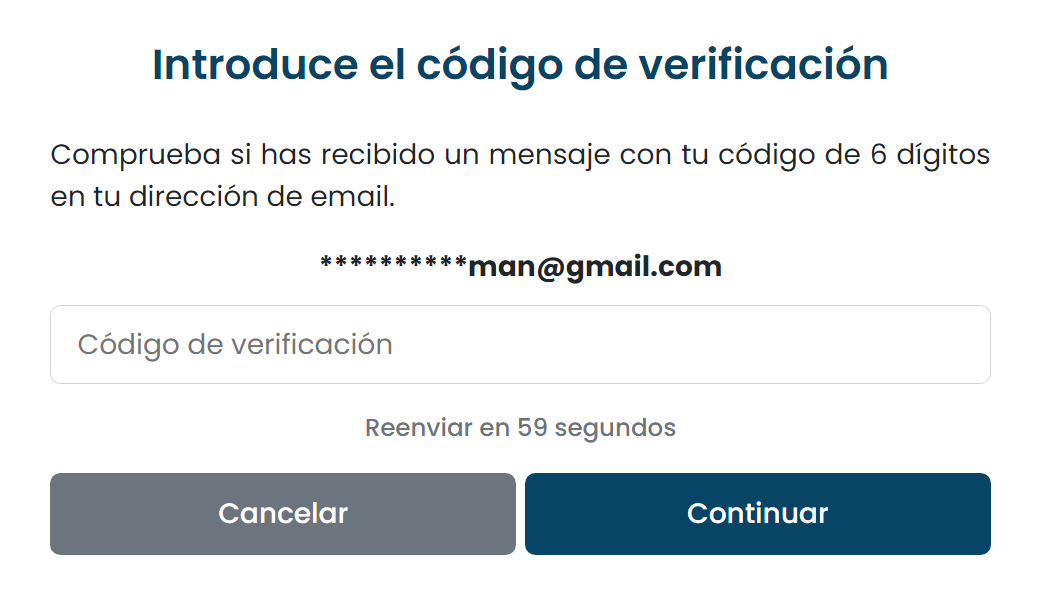 Introduce el código de verificación
Comprueba si has recibido un mensaje con tu código de 6 dígitos
en tu dirección de email.
**********man@gmail.com
Código de verificación
Reenviar en 59 segundos
Cancelar
Continuar